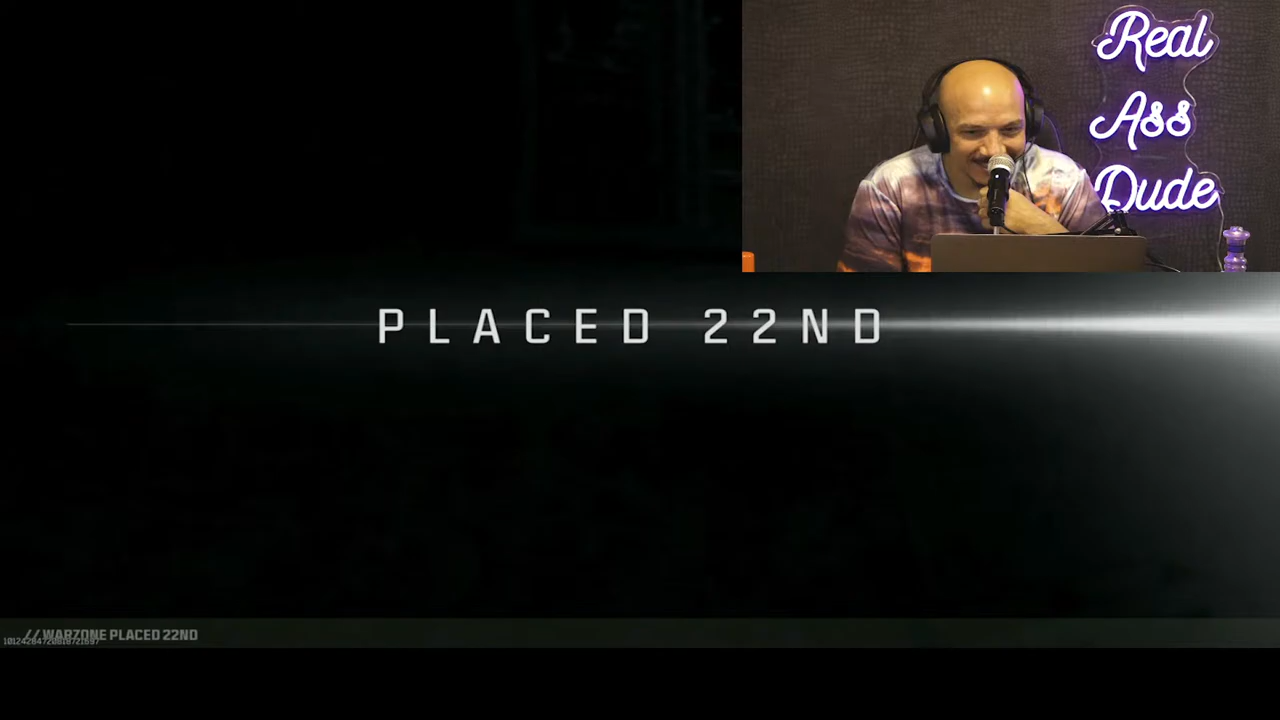 Real
Ass
Dude
PLACED 22ND
// WARZONE PLACED 22ND